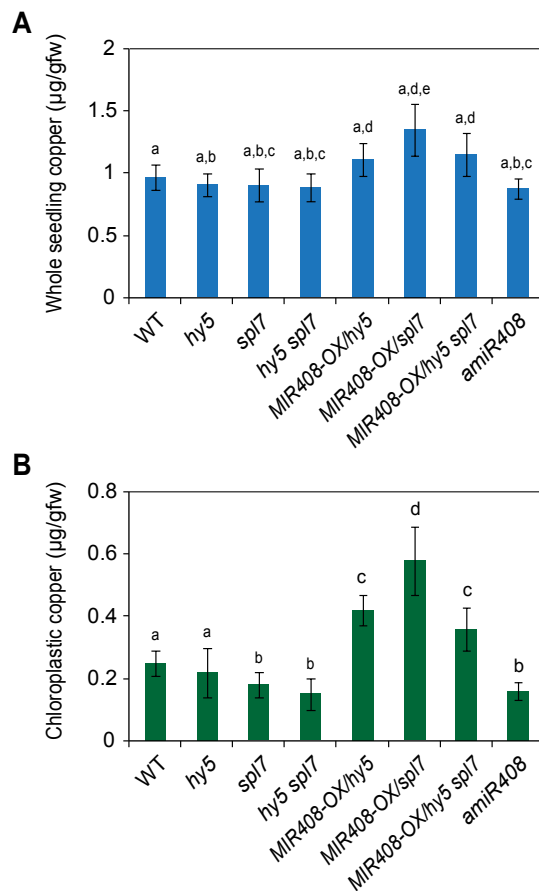 A
Whole seedling copper (µg/gfw)
2
1.5
1
0.5
0
a
a,b
a,b,c
a,b,c
a,d
a,d,e
a,d
a,b,c
WT
hy5
spl7
hy5 spl7
MIR408-OX/hy5
MIR408-OX/spl7
MIR408-OX/hy5 spl7
amiR408
B
Chloroplastic copper (µg/gfw)
0.8
0.6
0.4
0.2
0
a
a
b
b
c
d
c
b
WT
hy5
spl7
hy5 spl7
MIR408-OX/hy5
MIR408-OX/spl7
MIR408-OX/hy5 spl7
amiR408